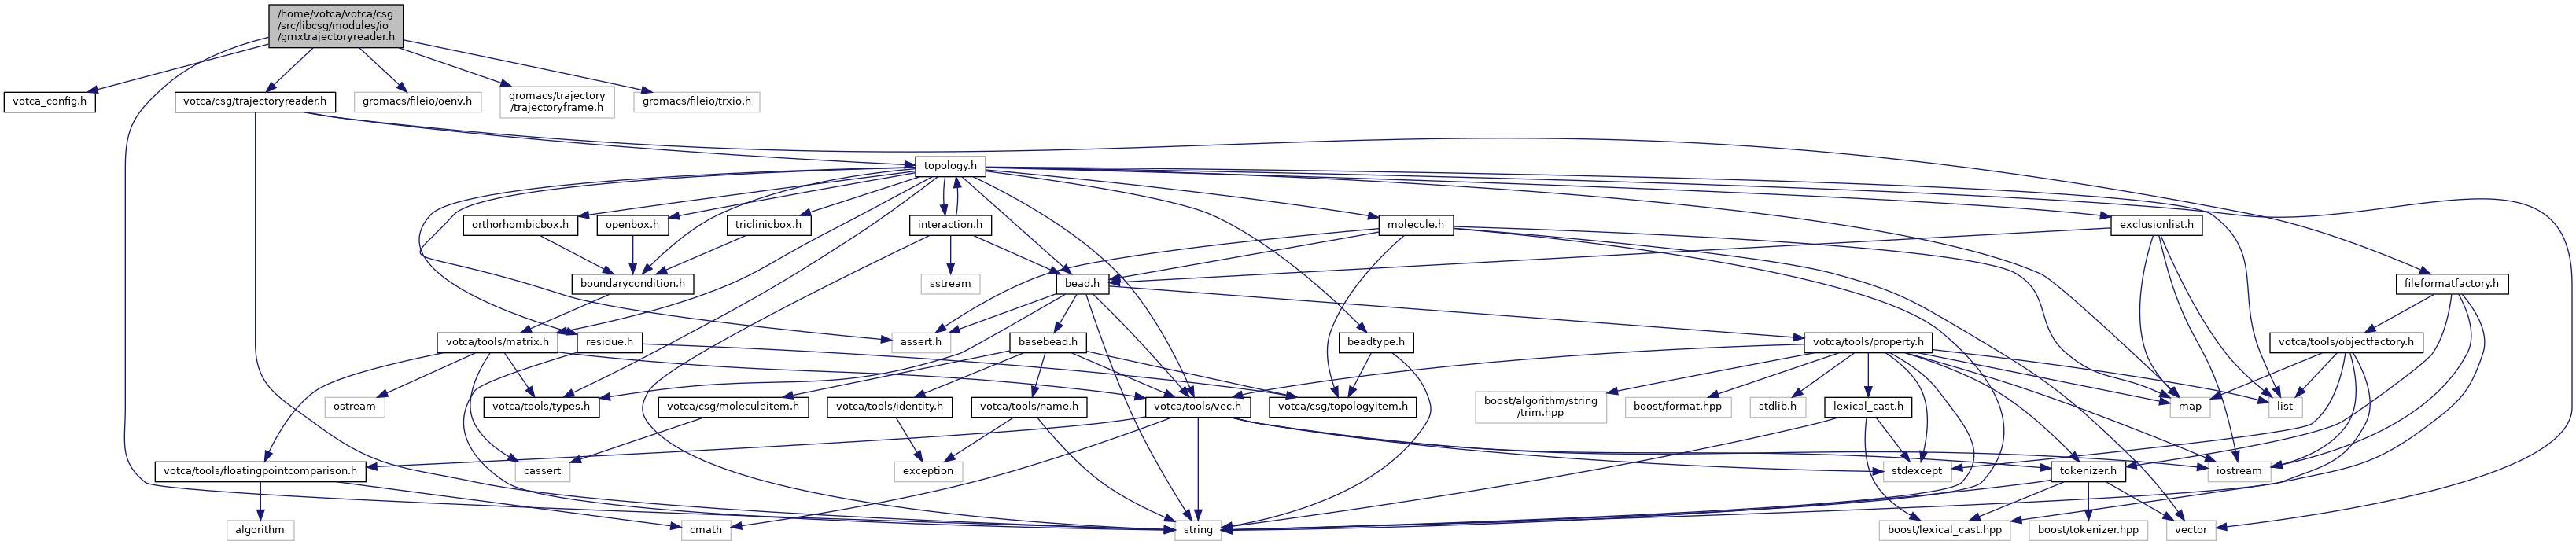 /home/votca/votca/csg
/src/libcsg/modules/io
/gmxtrajectoryreader.h
votca_config.h
votca/csg/trajectoryreader.h
gromacs/fileio/oenv.h
gromacs/trajectory
/trajectoryframe.h
gromacs/fileio/trxio.h
topology.h
orthorhombicbox.h
openbox.h
triclinicbox.h
interaction.h
molecule.h
exclusionlist.h
boundarycondition.h
sstream
bead.h
fileformatfactory.h
votca/tools/matrix.h
residue.h
assert.h
basebead.h
beadtype.h
votca/tools/property.h
votca/tools/objectfactory.h
ostream
votca/tools/types.h
votca/csg/moleculeitem.h
votca/tools/identity.h
votca/tools/name.h
votca/tools/vec.h
votca/csg/topologyitem.h
boost/algorithm/string
/trim.hpp
boost/format.hpp
stdlib.h
lexical_cast.h
map
list
votca/tools/floatingpointcomparison.h
cassert
exception
stdexcept
tokenizer.h
iostream
algorithm
cmath
string
boost/lexical_cast.hpp
boost/tokenizer.hpp
vector